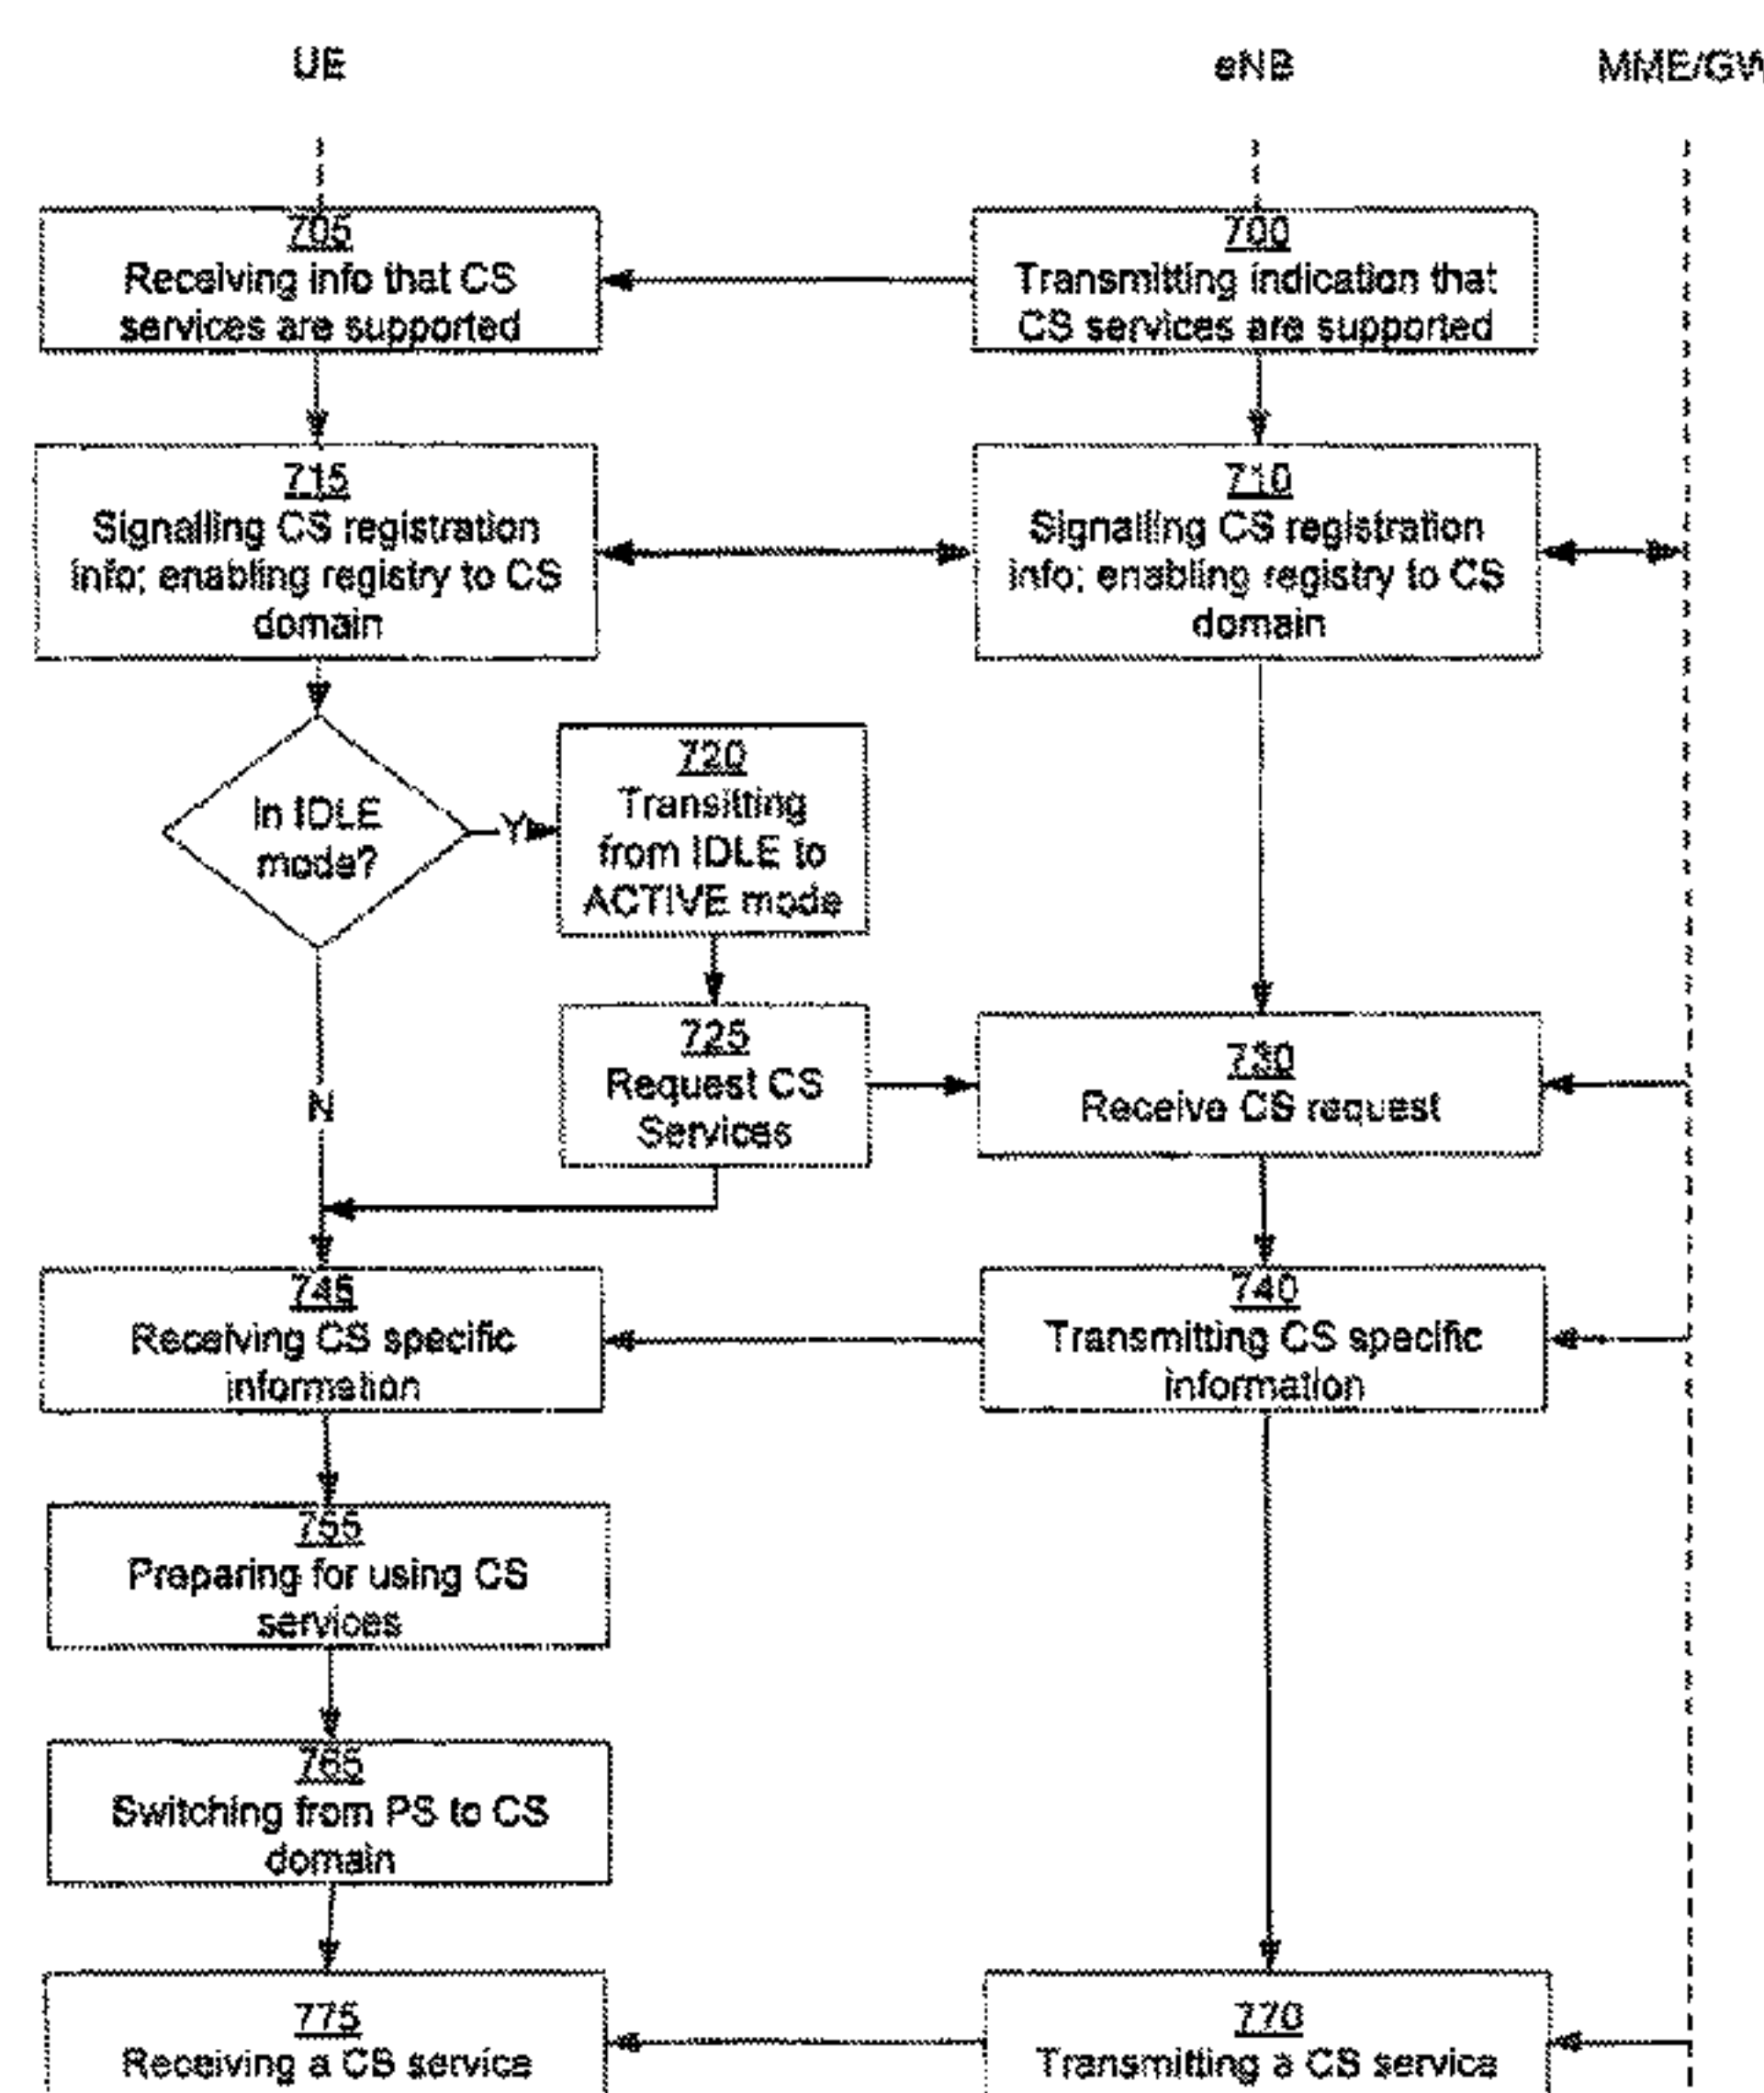 UE
eNB
MME/GW
705
Receiving info that CS
services are supported
700
Transmitting indication that
CS services are supported
715
Signalling CS registration
info; enabling registry to CS
domain
710
Signalling CS registration
info; enabling registry to CS
domain
In IDLE
mode?
Y
720
Transitting
from IDLE to
ACTIVE mode
725
Request CS
Services
730
Receive CS request
N
745
Receiving CS specific
information
740
Transmitting CS specific
information
755
Preparing for using CS
services
765
Switching from PS to CS
domain
775
Receiving a CS service
770
Transmitting a CS service